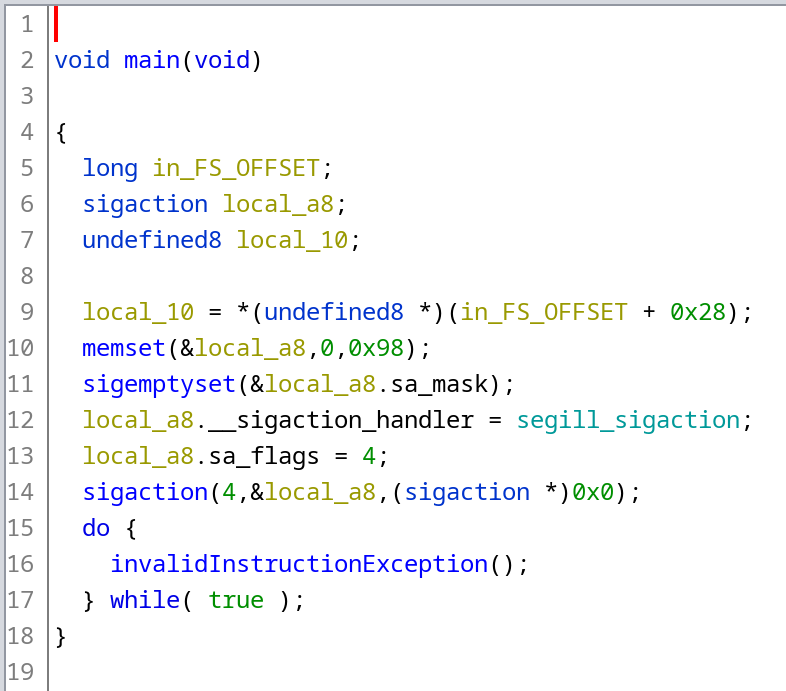 1
2 void main(void)
3
4 {
5   long in_FS_OFFSET;
6   sigaction local_a8;
7   undefined8 local_10;
8
9   local_10 = *(undefined8 *)(in_FS_OFFSET + 0x28);
10   memset(&local_a8,0,0x98);
11   sigemptyset(&local_a8.sa_mask);
12   local_a8.__sigaction_handler = segill_sigaction;
13   local_a8.sa_flags = 4;
14   sigaction(4,&local_a8,(sigaction *)0x0);
15   do {
16     invalidInstructionException();
17   } while( true );
18 }
19